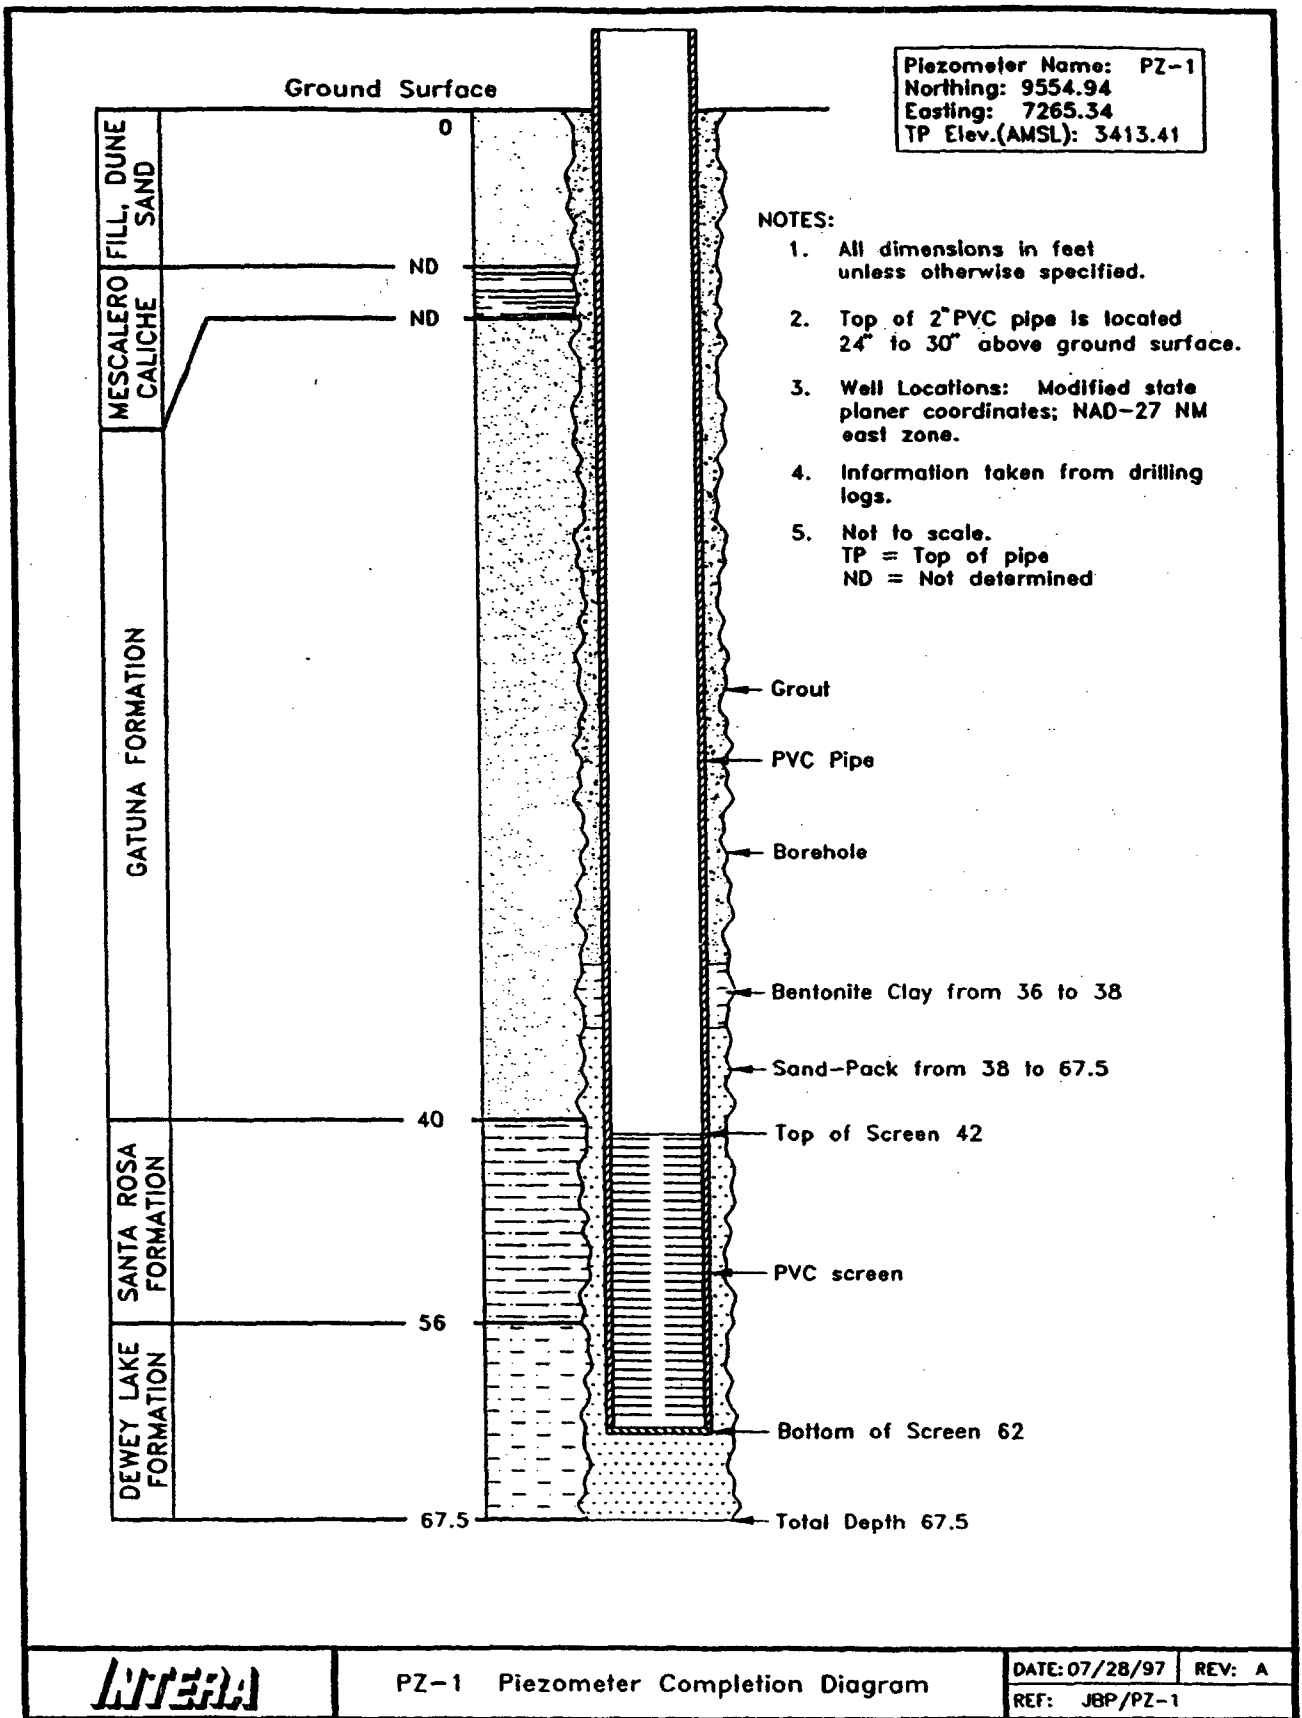 Piezometer Name: PZ-1
Northing: 9554.94
Easting: 7265.34
TP Elev.(AMSL): 3413.41
Ground Surface
0
FILL, DUNE
SAND
ND
MESCALERO
CALICHE
ND
NOTES:
1. All dimensions in feet
unless otherwise specified.
2. Top of 2" PVC pipe is located
24" to 30" above ground surface.
3. Well Locations: Modified state
planer coordinates; NAD-27 NM
east zone.
4. Information taken from drilling
logs.
5. Not to scale.
TP = Top of pipe
ND = Not determined
GATUNA FORMATION
Grout
PVC Pipe
Borehole
Bentonite Clay from 36 to 38
Sand-Pack from 38 to 67.5
40
Top of Screen 42
SANTA ROSA
FORMATION
PVC screen
56
DEWEY LAKE
FORMATION
Bottom of Screen 62
67.5
Total Depth 67.5
INTERA
PZ-1 Piezometer Completion Diagram
DATE: 07/28/97 REV: A
REF: JBP/PZ-1